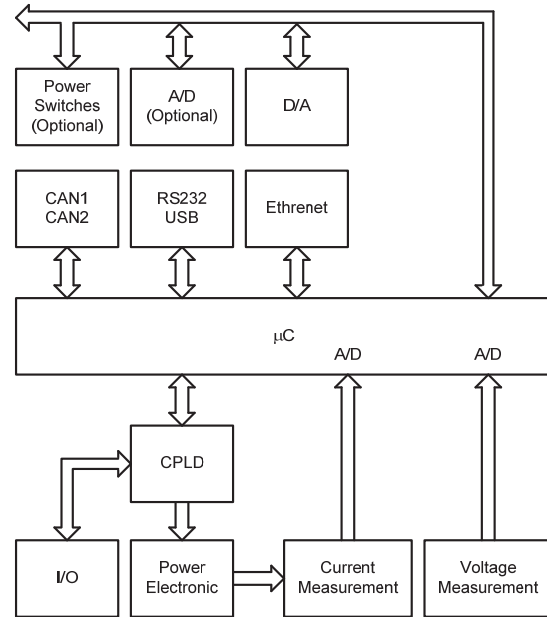 Power
Switches
(Optional)
A/D
(Optional)
D/A
CAN1
CAN2
RS232
USB
Ethrenet
µC
A/D
A/D
CPLD
I/O
Power
Electronic
Current
Measurement
Voltage
Measurement